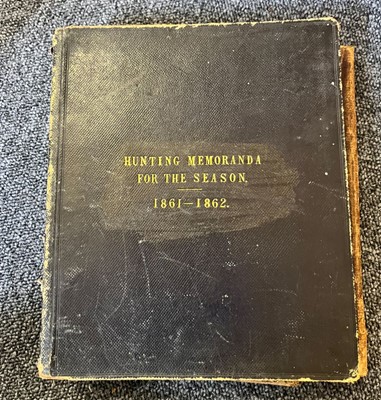 HUNTING MEMORANDA
FOR THE SEASON,
1861—1862.